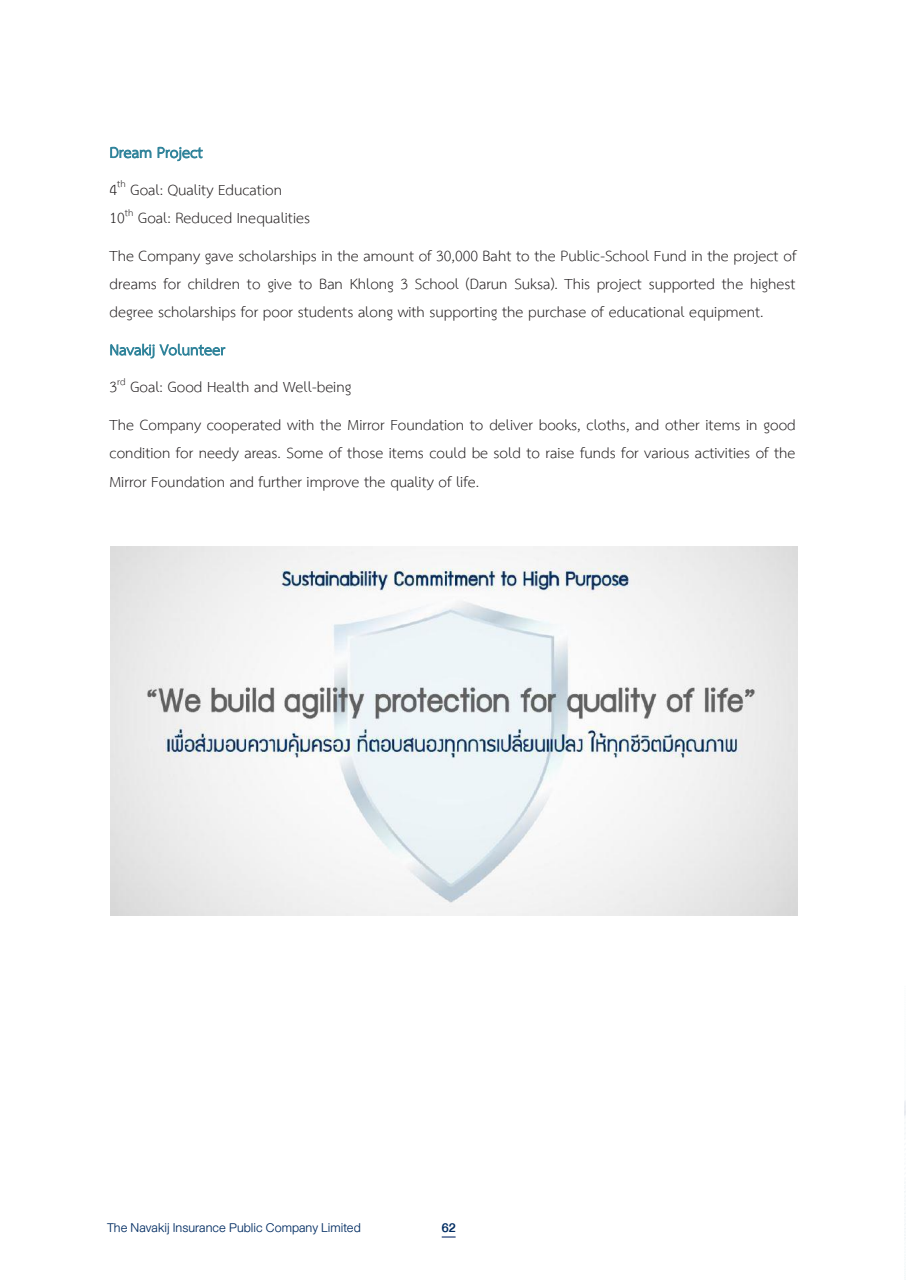 Dream Project
4th Goal: Quality Education
10th Goal: Reduced Inequalities
The Company gave scholarships in the amount of 30,000 Baht to the Public-School Fund in the project of
dreams for children to give to Ban Khlong 3 School (Darun Suksa). This project supported the highest
degree scholarships for poor students along with supporting the purchase of educational equipment.
Navakij Volunteer
3rd Goal: Good Health and Well-being
The Company cooperated with the Mirror Foundation to deliver books, cloths, and other items in good
condition for needy areas. Some of those items could be sold to raise funds for various activities of the
Mirror Foundation and further improve the quality of life.
Sustainability Commitment to High Purpose
“We build agility protection for quality of life”
เพื่อส่งมอบความคุ้มครอง ที่ตอบสนองทุกการเปลี่ยนแปลง ให้ทุกชีวิตมีคุณภาพ
The Navakij Insurance Public Company Limited 62